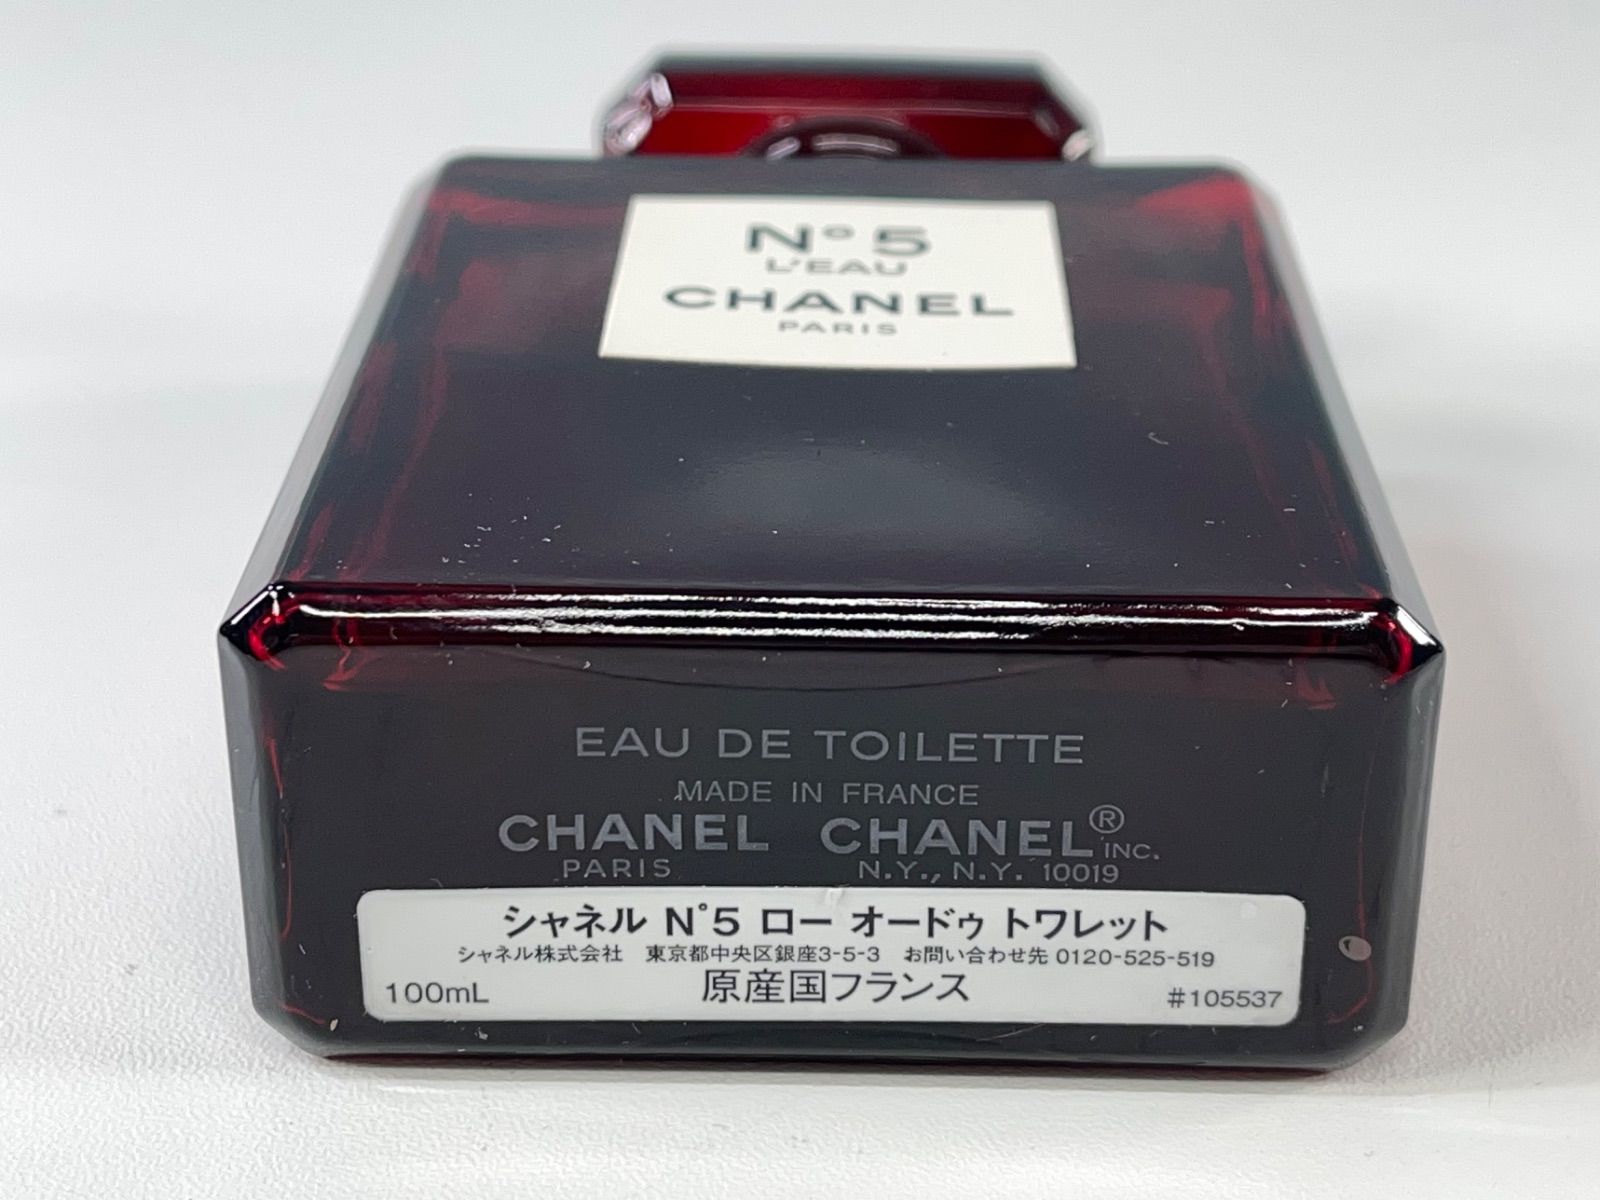 N° 5
L'EAU
CHANEL
PARIS
EAU DE TOILETTE
MADE IN FRANCE
CHANEL CHANEL® INC.
PARIS N.Y., N.Y. 10019
シャネル N°5 ロー オードゥ トワレット
シャネル株式会社 東京都中央区銀座3-5-3 お問い合わせ先 0120-525-519
原産国フランス
100mL #105537